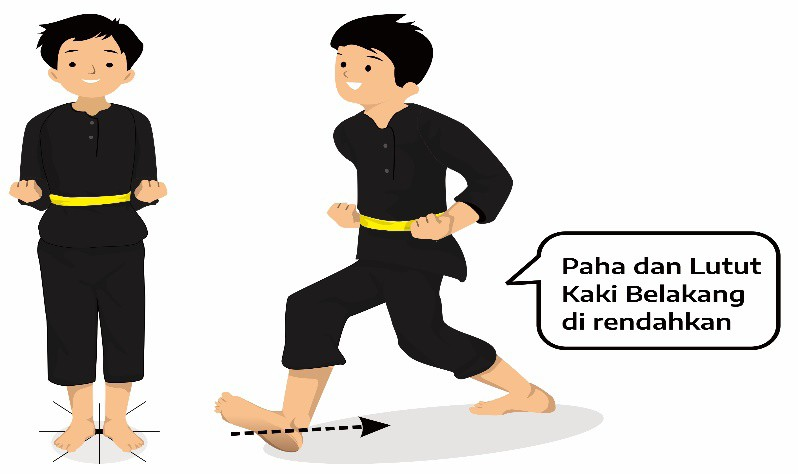 Paha dan Lutut
Kaki Belakang
di rendahkan